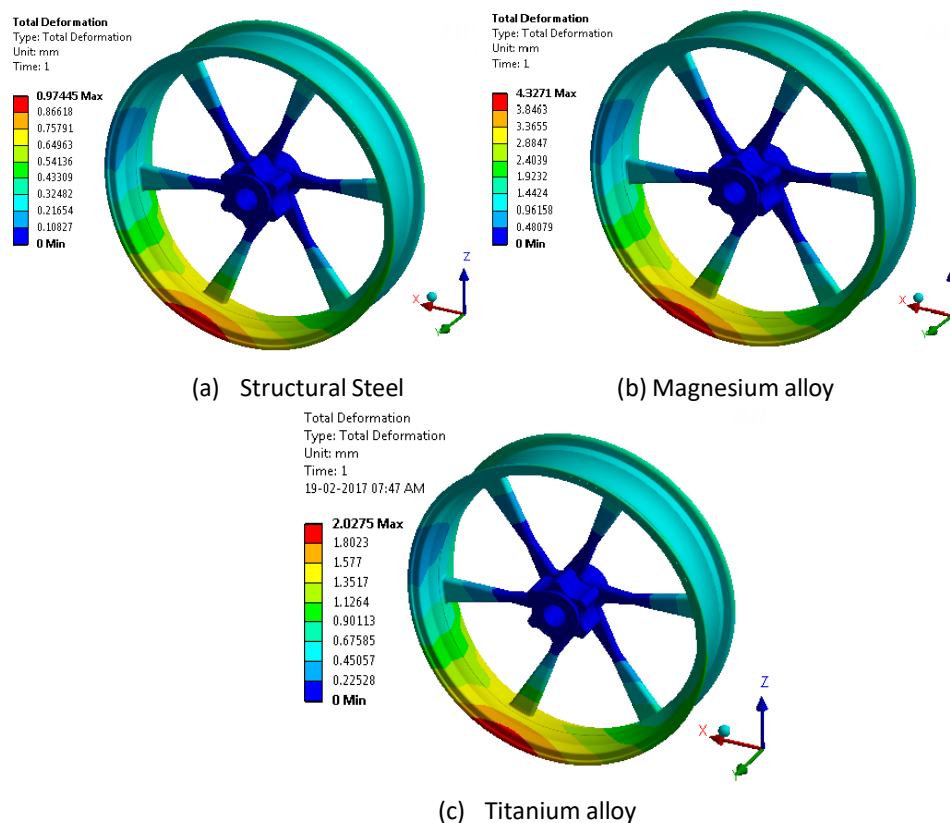 Total Deformation
Type: Total Deformation
Unit: mm
Time: 1
0.97445 Max
0.86618
0.75791
0.64963
0.54136
0.43309
0.32482
0.21654
0.10827
0 Min
Z
X
Y
(a) Structural Steel
Total Deformation
Type: Total Deformation
Unit: mm
Time: 1
4.3271 Max
3.8463
3.3655
2.8847
2.4039
1.9232
1.4424
0.96158
0.48079
0 Min
X
Y
(b) Magnesium alloy
Total Deformation
Type: Total Deformation
Unit: mm
Time: 1
19-02-2017 07:47 AM
2.0275 Max
1.8023
1.577
1.3517
1.1264
0.90113
0.67585
0.45057
0.22528
0 Min
Z
X
Y
(c) Titanium alloy